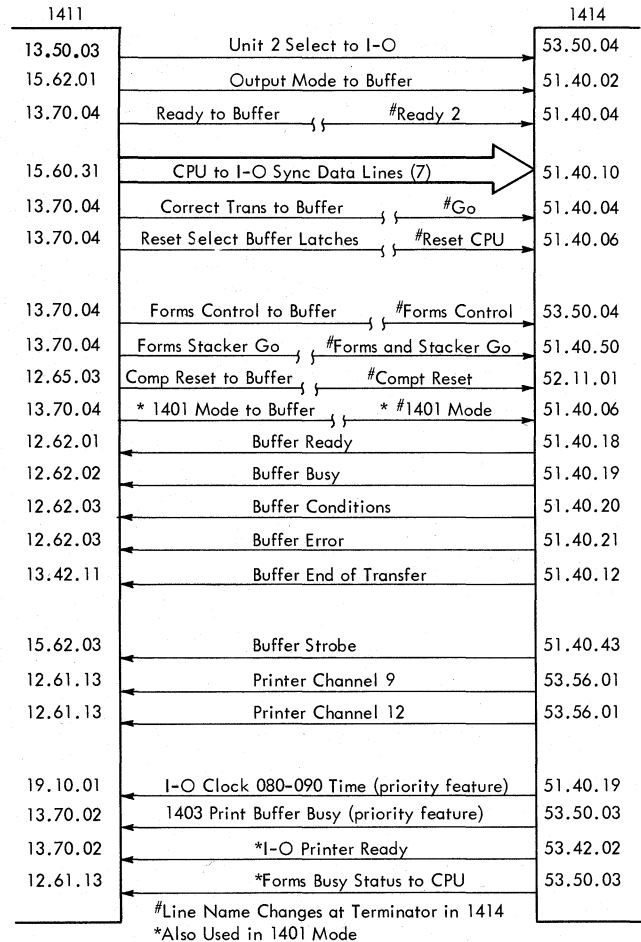 1411 1414
13.50.03 Unit 2 Select to I-O 53.50.04
15.62.01 Output Mode to Buffer 51.40.02
13.70.04 Ready to Buffer #Ready 2 51.40.04
15.60.31 CPU to I-O Sync Data Lines (7) 51.40.10
13.70.04 Correct Trans to Buffer #Go 51.40.04
13.70.04 Reset Select Buffer Latches #Reset CPU 51.40.06
13.70.04 Forms Control to Buffer #Forms Control 53.50.04
13.70.04 Forms Stacker Go #Forms and Stacker Go 51.40.50
12.65.03 Comp Reset to Buffer #Compt Reset 52.11.01
13.70.04 * 1401 Mode to Buffer * #1401 Mode 51.40.06
12.62.01 Buffer Ready 51.40.18
12.62.02 Buffer Busy 51.40.19
12.62.03 Buffer Conditions 51.40.20
12.62.03 Buffer Error 51.40.21
13.42.11 Buffer End of Transfer 51.40.12
15.62.03 Buffer Strobe 51.40.43
12.61.13 Printer Channel 9 53.56.01
12.61.13 Printer Channel 12 53.56.01
19.10.01 I-O Clock 080-090 Time (priority feature) 51.40.19
13.70.02 1403 Print Buffer Busy (priority feature) 53.50.03
13.70.02 *I-O Printer Ready 53.42.02
12.61.13 *Forms Busy Status to CPU 53.50.03
#Line Name Changes at Terminator in 1414
*Also Used in 1401 Mode